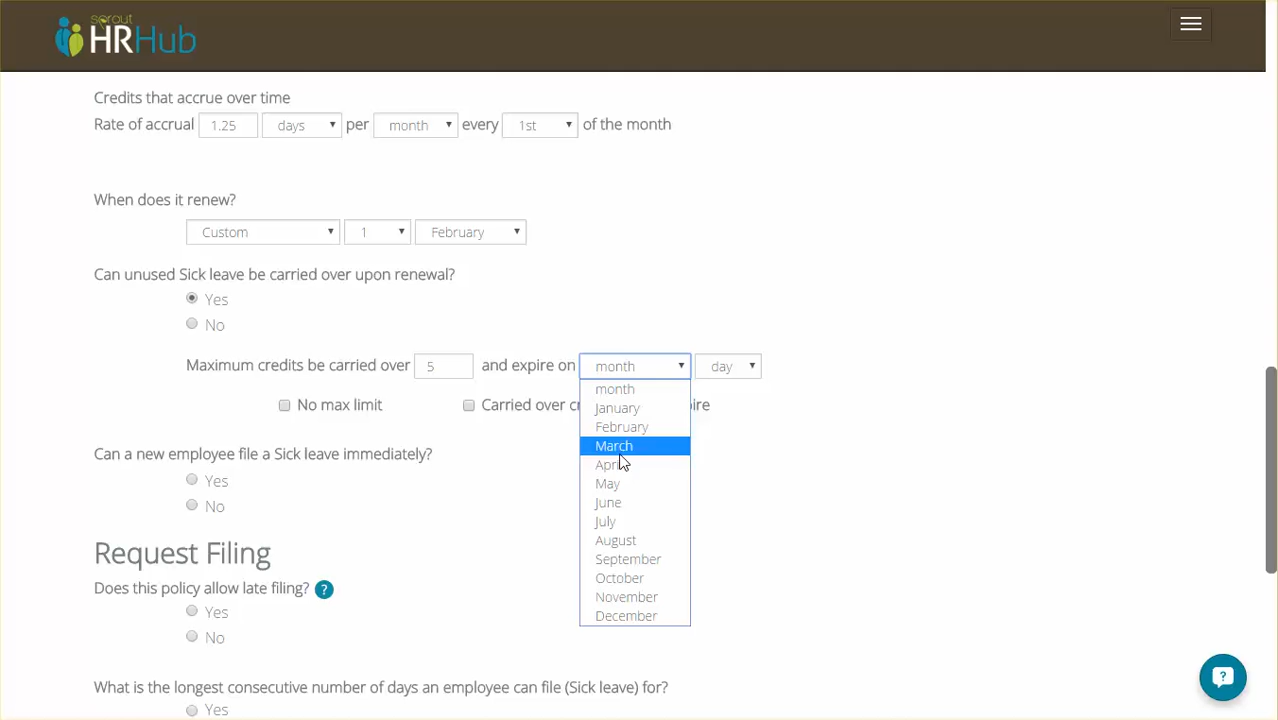 sprout
HRHub
Credits that accrue over time
Rate of accrual 1.25 days per month every 1st of the month
When does it renew?
Custom 1 February
Can unused Sick leave be carried over upon renewal?
Yes
No
Maximum credits be carried over 5 and expire on month day
month
January
No max limit Carried over
February
March
May
June
July
August
September
October
November
December
Can a new employee file a Sick leave immediately?
Yes
No
Request Filing
Does this policy allow late filing? ?
Yes
No
What is the longest consecutive number of days an employee can file (Sick leave) for?
Yes